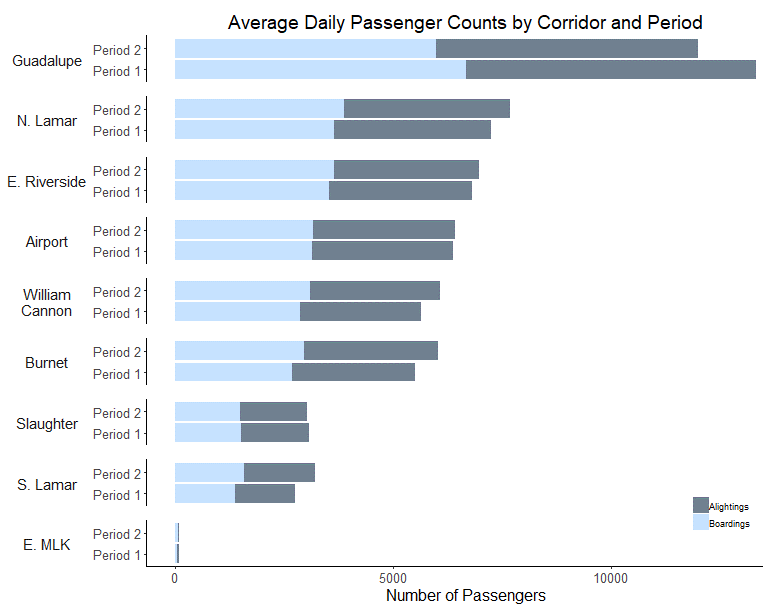 Average Daily Passenger Counts by Corridor and Period
Guadalupe
Period 2
Period 1
N. Lamar
Period 2
Period 1
E. Riverside
Period 2
Period 1
Airport
Period 2
Period 1
William
Cannon
Period 2
Period 1
Burnet
Period 2
Period 1
Slaughter
Period 2
Period 1
S. Lamar
Period 2
Period 1
E. MLK
Period 2
Period 1
Alightings
Boardings
0 5000 10000
Number of Passengers